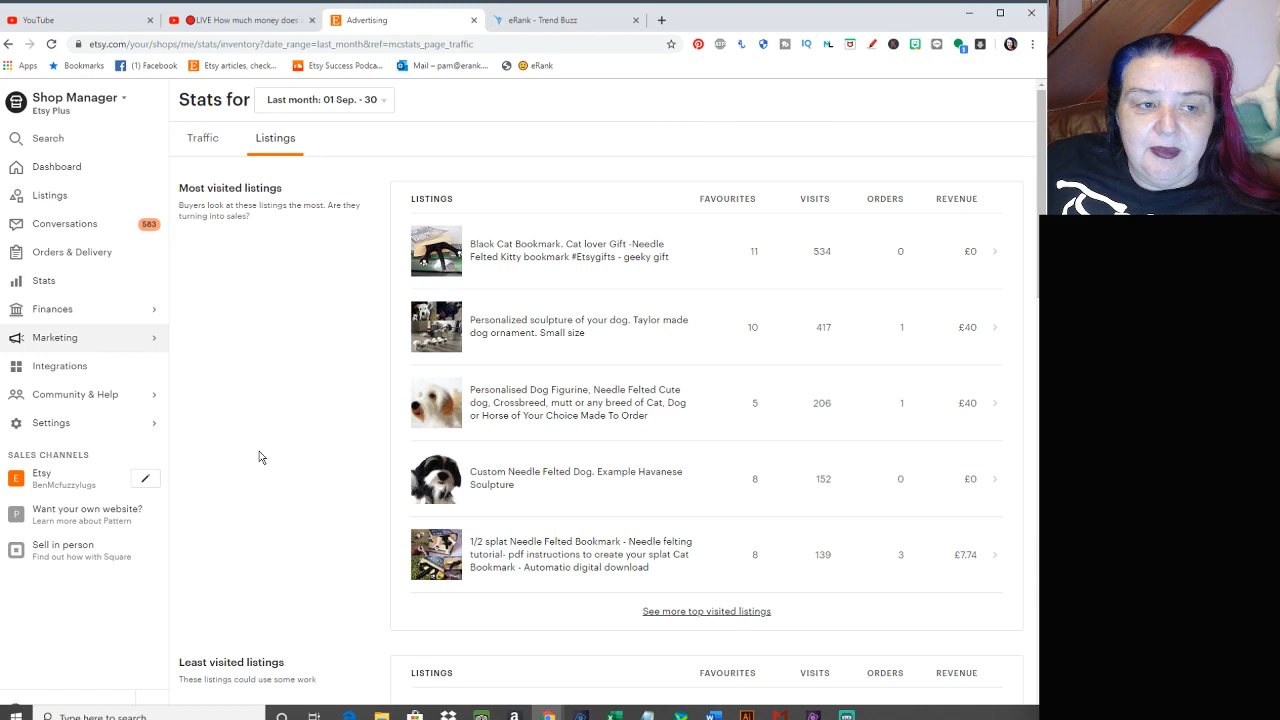 YouTube
LIVE How much money does
Advertising
eRank - Trend Buzz
etsy.com/your/shops/me/stats/inventory?date_range=last_month&ref=mcstats_page_traffic
Apps
Bookmarks
(1) Facebook
Etsy articles, check...
Etsy Success Podca...
Mail – pam@erank....
eRank
Shop Manager
Etsy Plus
Search
Dashboard
Listings
Conversations 583
Orders & Delivery
Stats
Finances
Marketing
Integrations
Community & Help
Settings
SALES CHANNELS
Etsy
BenMcfuzzylugs
Want your own website?
Learn more about Pattern
Sell in person
Find out how with Square
Stats for Last month: 01 Sep. - 30
Traffic Listings
Most visited listings
Buyers look at these listings the most. Are they
turning into sales?
LISTINGS FAVOURITES VISITS ORDERS REVENUE
Black Cat Bookmark. Cat lover Gift -Needle
Felted Kitty bookmark #Etsygifts - geeky gift
11 534 0 £0
Personalized sculpture of your dog. Taylor made
dog ornament. Small size
10 417 1 £40
Personalised Dog Figurine, Needle Felted Cute
dog, Crossbreed, mutt or any breed of Cat, Dog
or Horse of Your Choice Made To Order
5 206 1 £40
Custom Needle Felted Dog. Example Havanese
Sculpture
8 152 0 £0
1/2 splat Needle Felted Bookmark - Needle felting
tutorial- pdf instructions to create your splat Cat
Bookmark - Automatic digital download
8 139 3 £7.74
See more top visited listings
Least visited listings
These listings could use some work
LISTINGS FAVOURITES VISITS ORDERS REVENUE
Type here to search